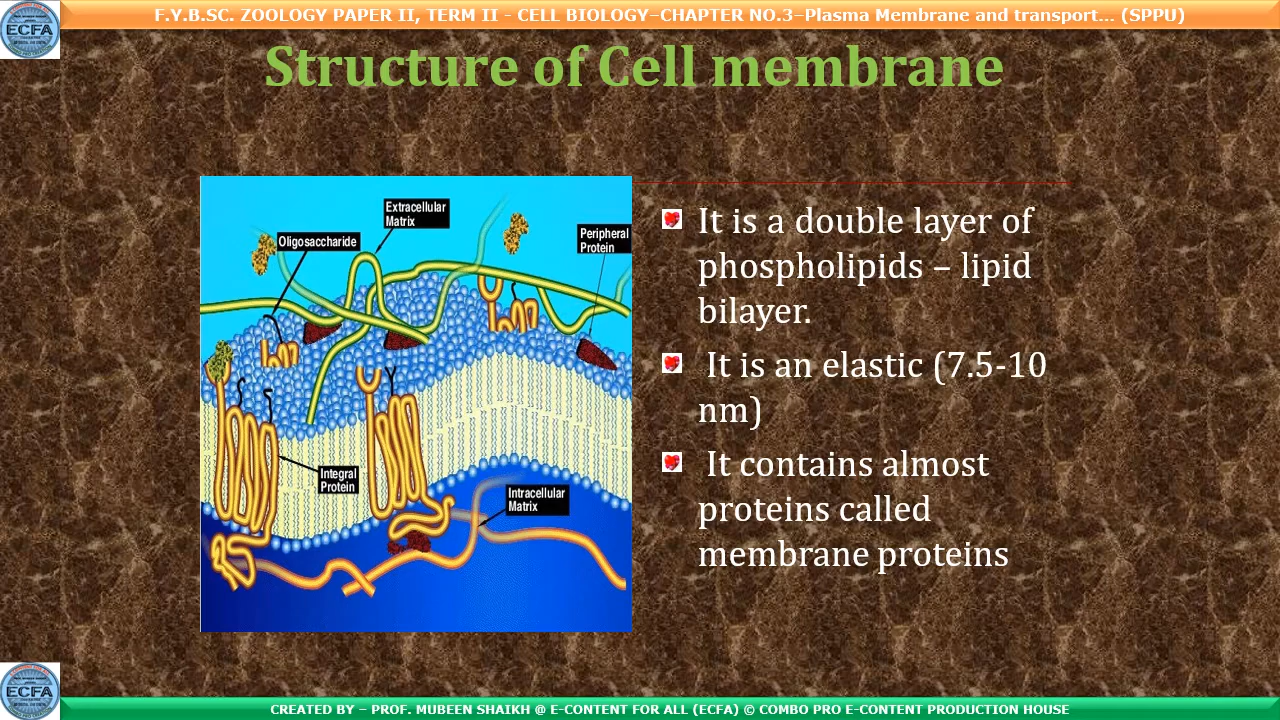 F.Y.B.SC. ZOOLOGY PAPER II, TERM II - CELL BIOLOGY–CHAPTER NO.3–Plasma Membrane and transport... (SPPU)
ECFA
Structure of Cell membrane
Extracellular
Matrix
Oligosaccharide
Peripheral
Protein
Integral
Protein
Intracellular
Matrix
It is a double layer of
phospholipids – lipid
bilayer.
It is an elastic (7.5-10
nm)
It contains almost
proteins called
membrane proteins
ECFA
CREATED BY – PROF. MUBEEN SHAIKH @ E-CONTENT FOR ALL (ECFA) © COMBO PRO E-CONTENT PRODUCTION HOUSE